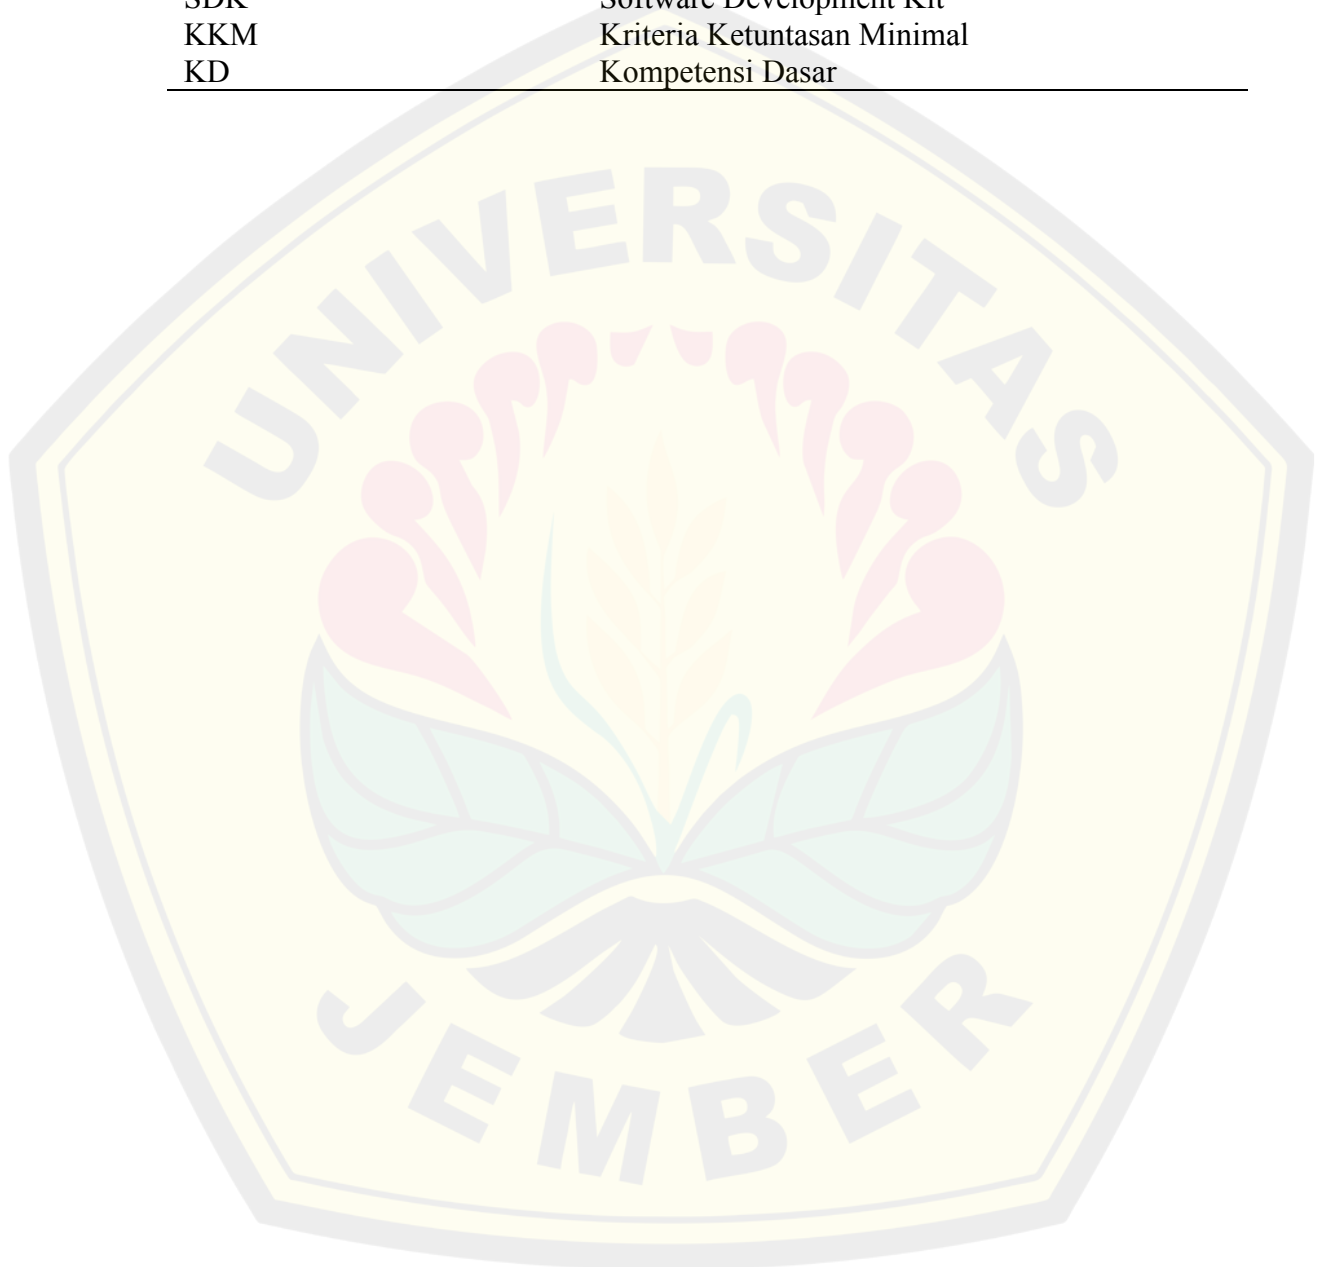 SDK Software Development Kit
KKM Kriteria Ketuntasan Minimal
KD Kompetensi Dasar
UNIVERSITAS
JEMBER